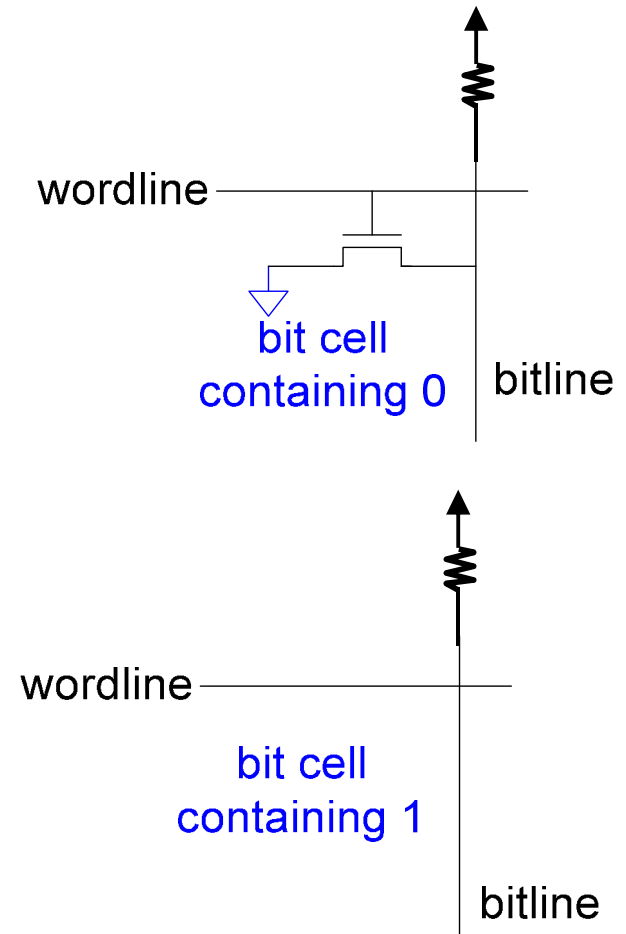 wordline
bit cell
containing 0
bitline
wordline
bit cell
containing 1
bitline